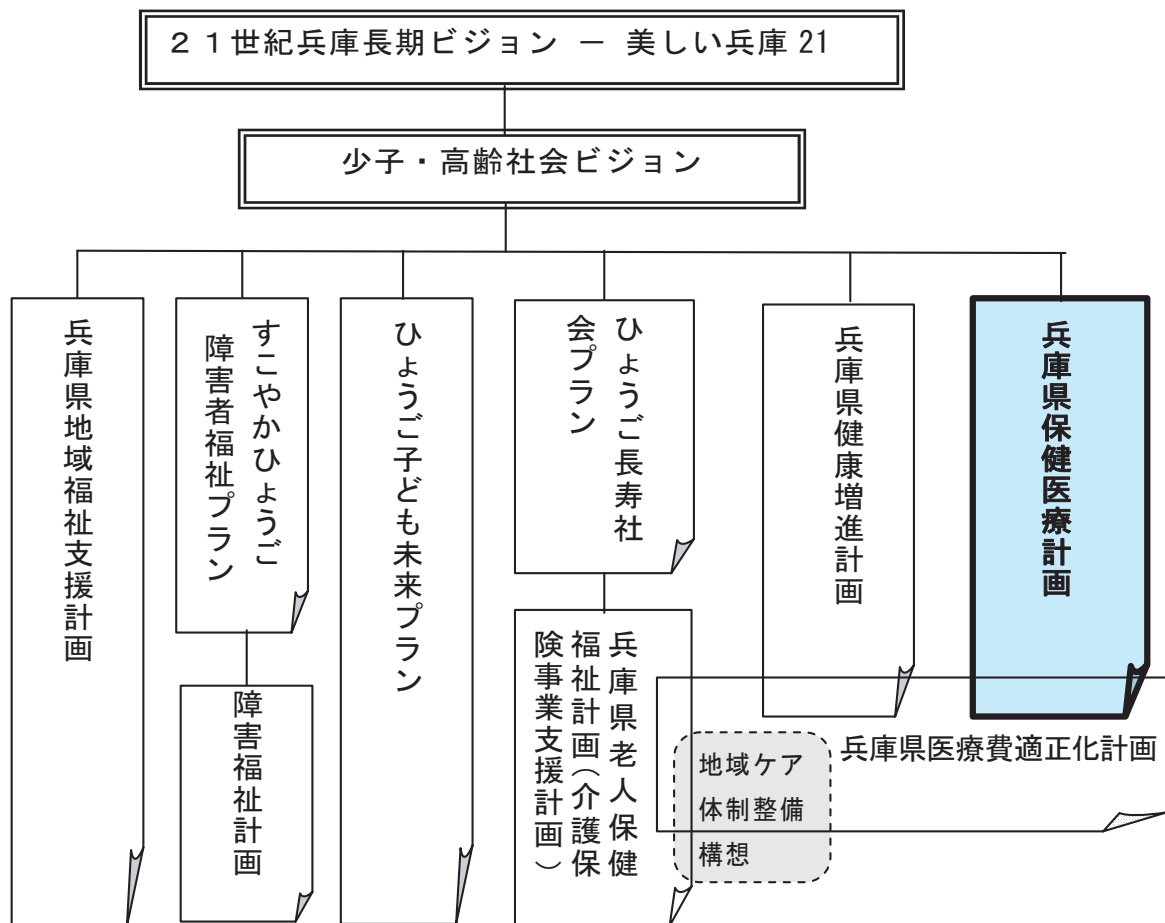 ２１世紀兵庫長期ビジョン － 美しい兵庫21
少子・高齢社会ビジョン
兵庫県地域福祉支援計画
すこやかひょうご
障害者福祉プラン
障害福祉計画
ひょうご子ども未来プラン
ひょうご長寿社
会プラン
兵庫県老人保健
福祉計画（介護保
険事業支援計画）
兵庫県健康増進計画
兵庫県保健医療計画
兵庫県医療費適正化計画
地域ケア
体制整備
構想